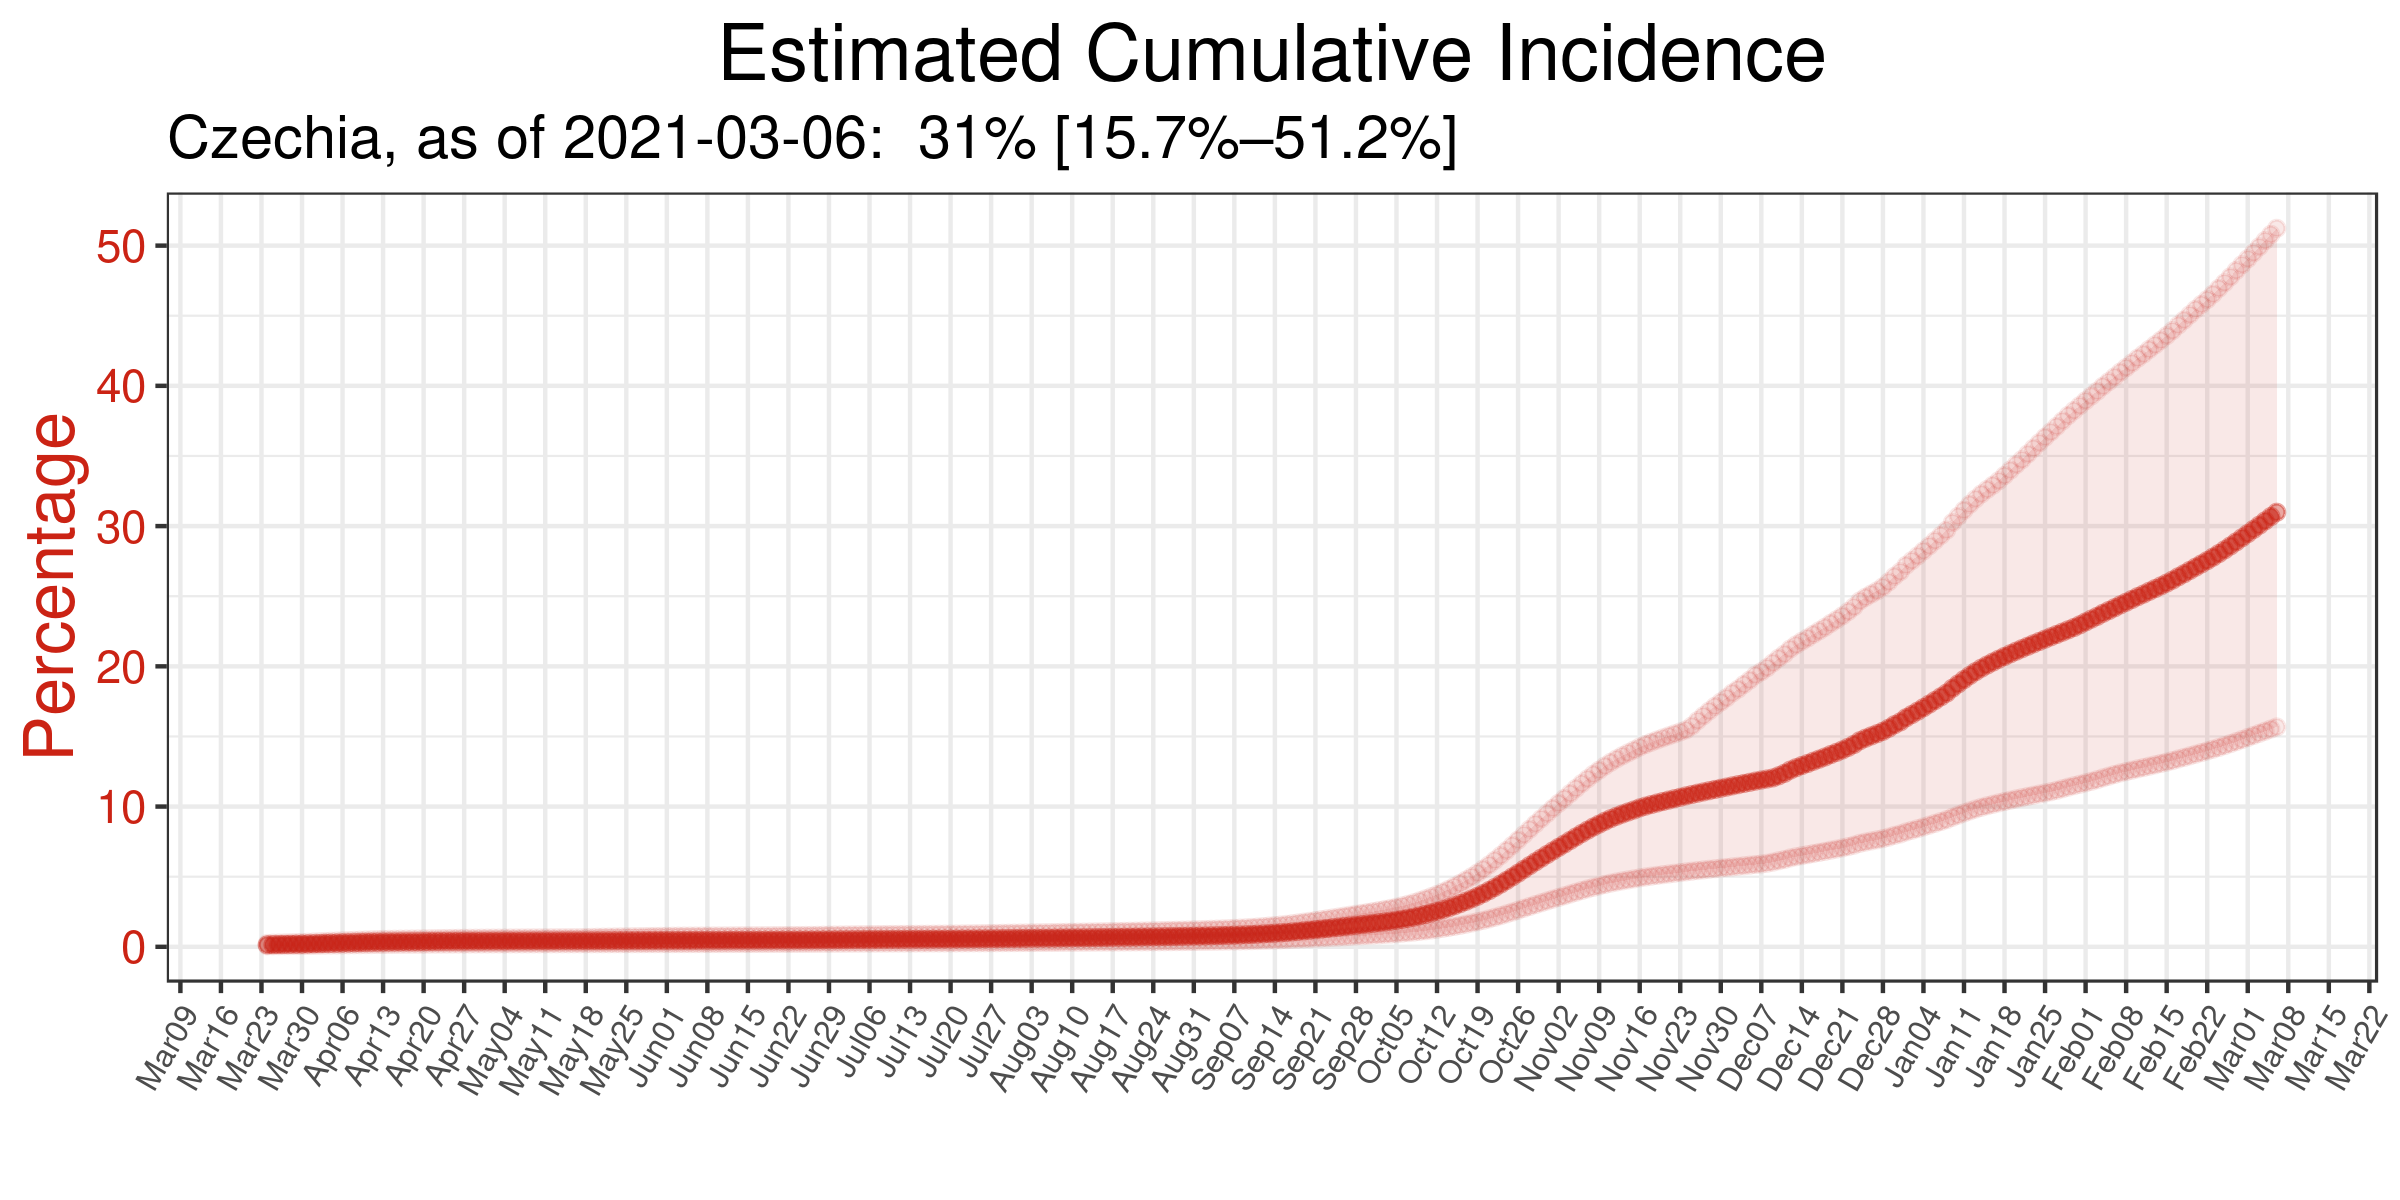 Estimated Cumulative Incidence
Czechia, as of 2021-03-06:  31% [15.7%–51.2%]
Percentage
50
40
30
20
10
0
Mar09
Mar16
Mar23
Mar30
Apr06
Apr13
Apr20
Apr27
May04
May11
May18
May25
Jun01
Jun08
Jun15
Jun22
Jun29
Jul06
Jul13
Jul20
Jul27
Aug03
Aug10
Aug17
Aug24
Aug31
Sep07
Sep14
Sep21
Sep28
Oct05
Oct12
Oct19
Oct26
Nov02
Nov09
Nov16
Nov23
Nov30
Dec07
Dec14
Dec21
Dec28
Jan04
Jan11
Jan18
Jan25
Feb01
Feb08
Feb15
Feb22
Mar01
Mar08
Mar15
Mar22